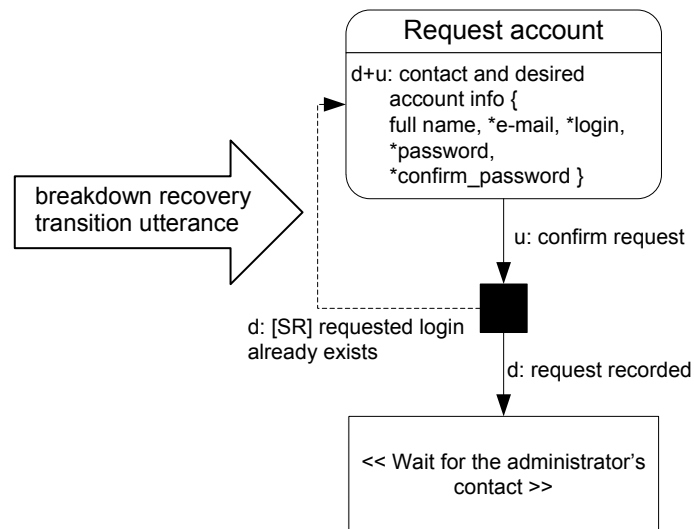 Request account
d+u: contact and desired
account info {
full name, *e-mail, *login,
*password,
*confirm_password }
breakdown recovery
transition utterance
u: confirm request
d: [SR] requested login
already exists
d: request recorded
<< Wait for the administrator's
contact >>